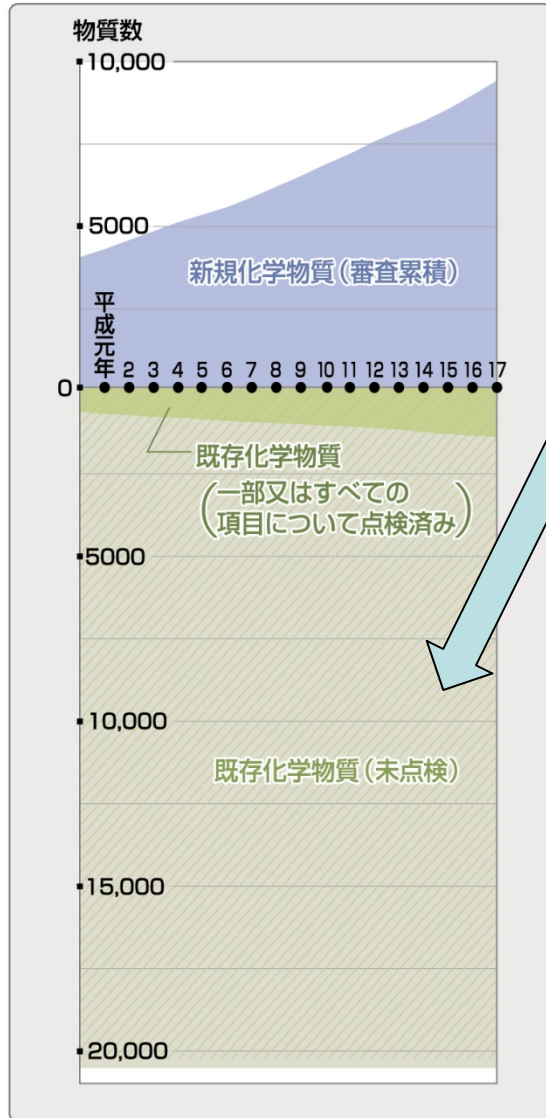 物質数
10,000
5000
新規化学物質(審査累積)
平成元年 2 3 4 5 6 7 8 9 10 11 12 13 14 15 16 17
0
既存化学物質
(一部又はすべての
項目について点検済み)
5000
10,000
既存化学物質(未点検)
15,000
20,000